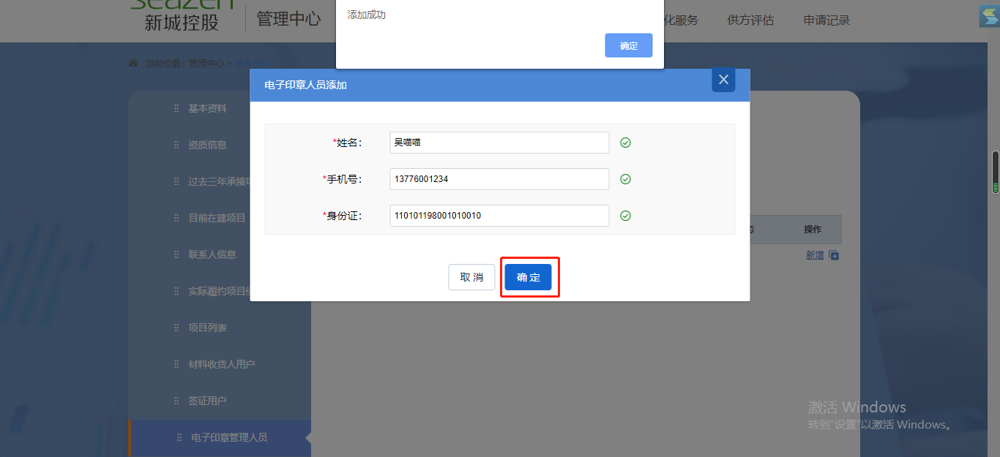 seazen
新城控股
管理中心
化服务
供方评估
申请记录
添加成功
确定
当前位置：管理中心 >
电子印章人员添加
基本资料
资质信息
过去三年承接
目前在建项目
联系人信息
实际履约项目
项目列表
材料收货人用户
签证用户
电子印章管理人员
*姓名：
吴喵喵
*手机号：
13776001234
*身份证：
110101198001010010
取 消
确 定
操作
新增
激活 Windows
转到"设置"以激活 Windows。